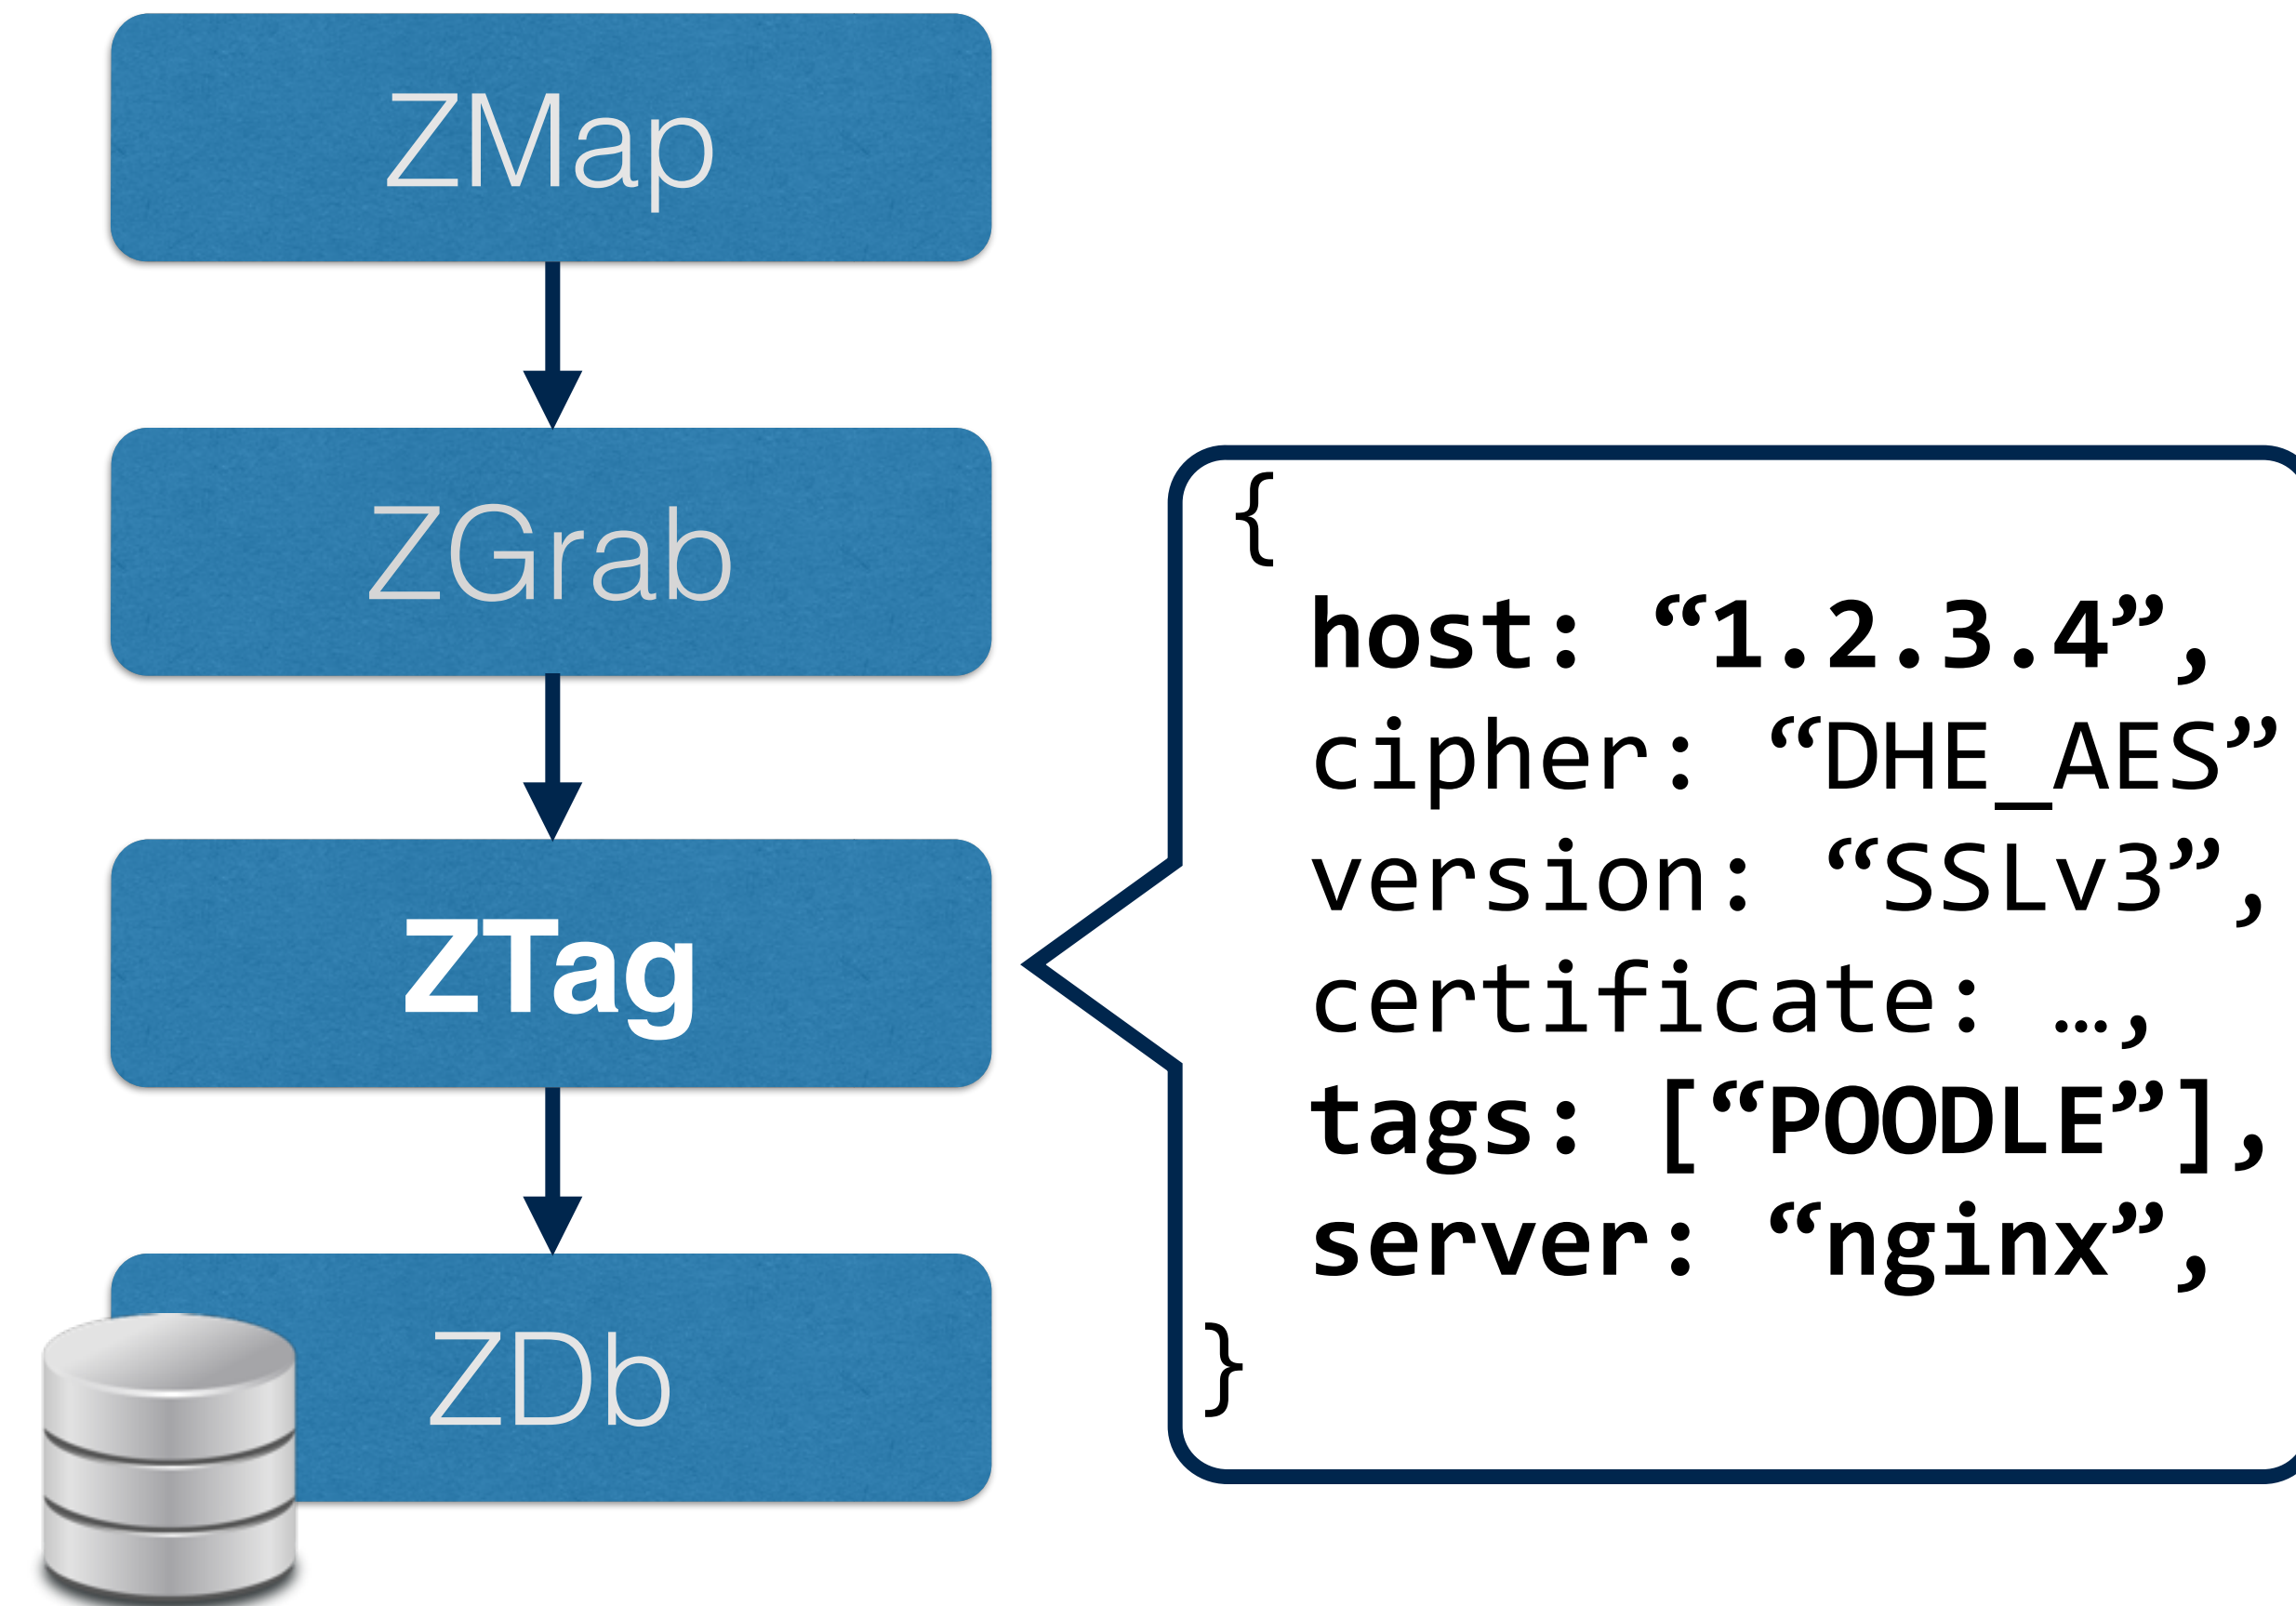 ZMap
ZGrab
ZTag
ZDb
{
host: “1.2.3.4”,
cipher: “DHE_AES”
version: “SSLv3”,
certificate: …,
tags: [“POODLE”],
server: “nginx”,
}